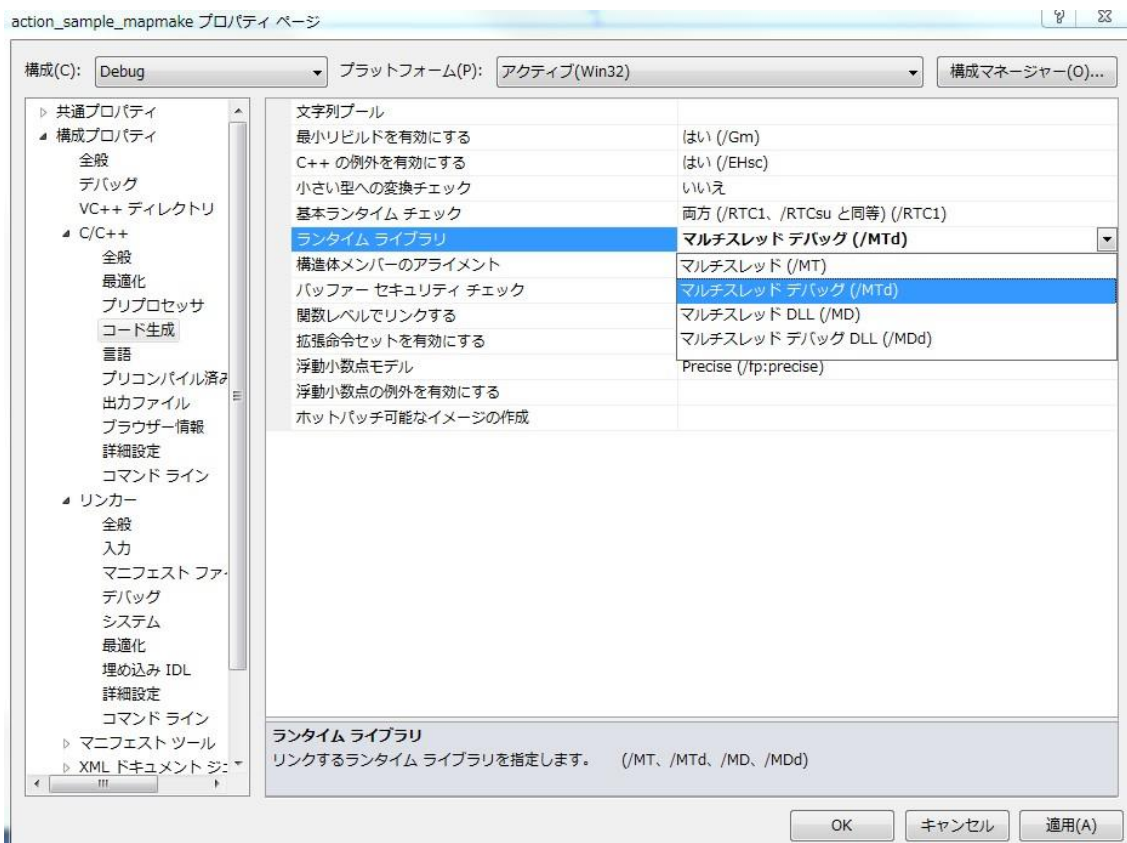 action_sample_mapmake プロパティ ページ
構成(C): Debug プラットフォーム(P): アクティブ(Win32) 構成マネージャー(O)...
共通プロパティ
構成プロパティ
全般
デバッグ
VC++ ディレクトリ
C/C++
全般
最適化
プリプロセッサ
コード生成
言語
プリコンパイル済み
出力ファイル
ブラウザー情報
詳細設定
コマンド ライン
リンカー
全般
入力
マニフェスト ファイ
デバッグ
システム
最適化
埋め込み IDL
詳細設定
コマンド ライン
マニフェスト ツール
XML ドキュメント ジェ
文字列プール
最小リビルドを有効にする はい (/Gm)
C++ の例外を有効にする はい (/EHsc)
小さい型への変換チェック いいえ
基本ランタイム チェック 両方 (/RTC1、/RTCsu と同等) (/RTC1)
ランタイム ライブラリ マルチスレッド デバッグ (/MTd)
構造体メンバーのアライメント マルチスレッド (/MT)
バッファー セキュリティ チェック マルチスレッド デバッグ (/MTd)
関数レベルでリンクする マルチスレッド DLL (/MD)
拡張命令セットを有効にする マルチスレッド デバッグ DLL (/MDd)
浮動小数点モデル Precise (/fp:precise)
浮動小数点の例外を有効にする
ホットパッチ可能なイメージの作成
ランタイム ライブラリ
リンクするランタイム ライブラリを指定します。 (/MT、/MTd、/MD、/MDd)
OK キャンセル 適用(A)